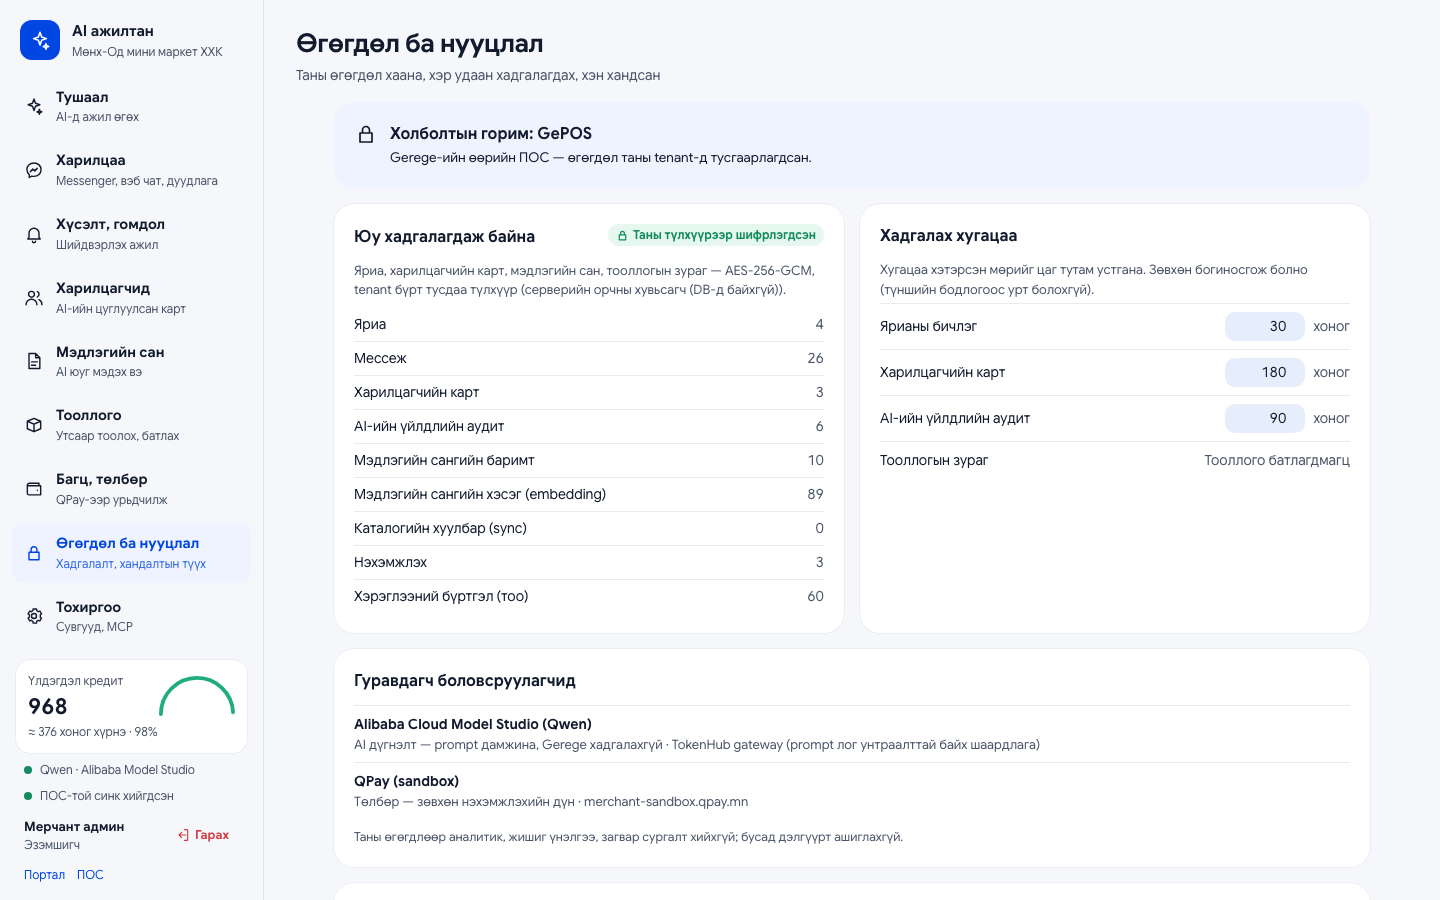 AI ажилтан
Мөнх-Од мини маркет ХХК
Тушаал
AI-д ажил өгөх
Харилцаа
Messenger, вэб чат, дуудлага
Хүсэлт, гомдол
Шийдвэрлэх ажил
Харилцагчид
AI-ийн цуглуулсан карт
Мэдлэгийн сан
AI юуг мэдэх вэ
Тооллого
Утсаар тоолох, батлах
Багц, төлбөр
QPay-ээр урьдчилж
Өгөгдөл ба нууцлал
Хадгалалт, хандалтын түүх
Тохиргоо
Сувгууд, MCP
Үлдэгдэл кредит
968
≈ 376 хоног хүрнэ · 98%
Qwen · Alibaba Model Studio
ПОС-той синк хийгдсэн
Мерчант админ
Эзэмшигч
Гарах
Портал ПОС
Өгөгдөл ба нууцлал
Таны өгөгдөл хаана, хэр удаан хадгалагдах, хэн хандсан
Холболтын горим: GePOS
Gerege-ийн өөрийн ПОС — өгөгдөл таны tenant-д тусгаарлагдсан.
Юу хадгалагдаж байна
Таны түлхүүрээр шифрлэгдсэн
Яриа, харилцагчийн карт, мэдлэгийн сан, тооллогын зураг — AES-256-GCM,
tenant бүрт тусдаа түлхүүр (серверийн орчны хувьсагч (DB-д байхгүй)).
Яриа 4
Мессеж 26
Харилцагчийн карт 3
AI-ийн үйлдлийн аудит 6
Мэдлэгийн сангийн баримт 10
Мэдлэгийн сангийн хэсэг (embedding) 89
Каталогийн хуулбар (sync) 0
Нэхэмжлэх 3
Хэрэглээний бүртгэл (тоо) 60
Хадгалах хугацаа
Хугацаа хэтэрсэн мөрийг цаг тутам устгана. Зөвхөн богиносгож болно
(түншийн бодлогоос урт болохгүй).
Ярианы бичлэг 30 хоног
Харилцагчийн карт 180 хоног
AI-ийн үйлдлийн аудит 90 хоног
Тооллогын зураг Тооллого батлагдмагц
Гуравдагч боловсруулагчид
Alibaba Cloud Model Studio (Qwen)
AI дүгнэлт — prompt дамжина, Gerege хадгалахгүй · TokenHub gateway (prompt лог унтраалттай байх шаардлага)
QPay (sandbox)
Төлбөр — зөвхөн нэхэмжлэхийн дүн · merchant-sandbox.qpay.mn
Таны өгөгдлөөр аналитик, жишиг үнэлгээ, загвар сургалт хийхгүй; бусад дэлгүүрт ашиглахгүй.